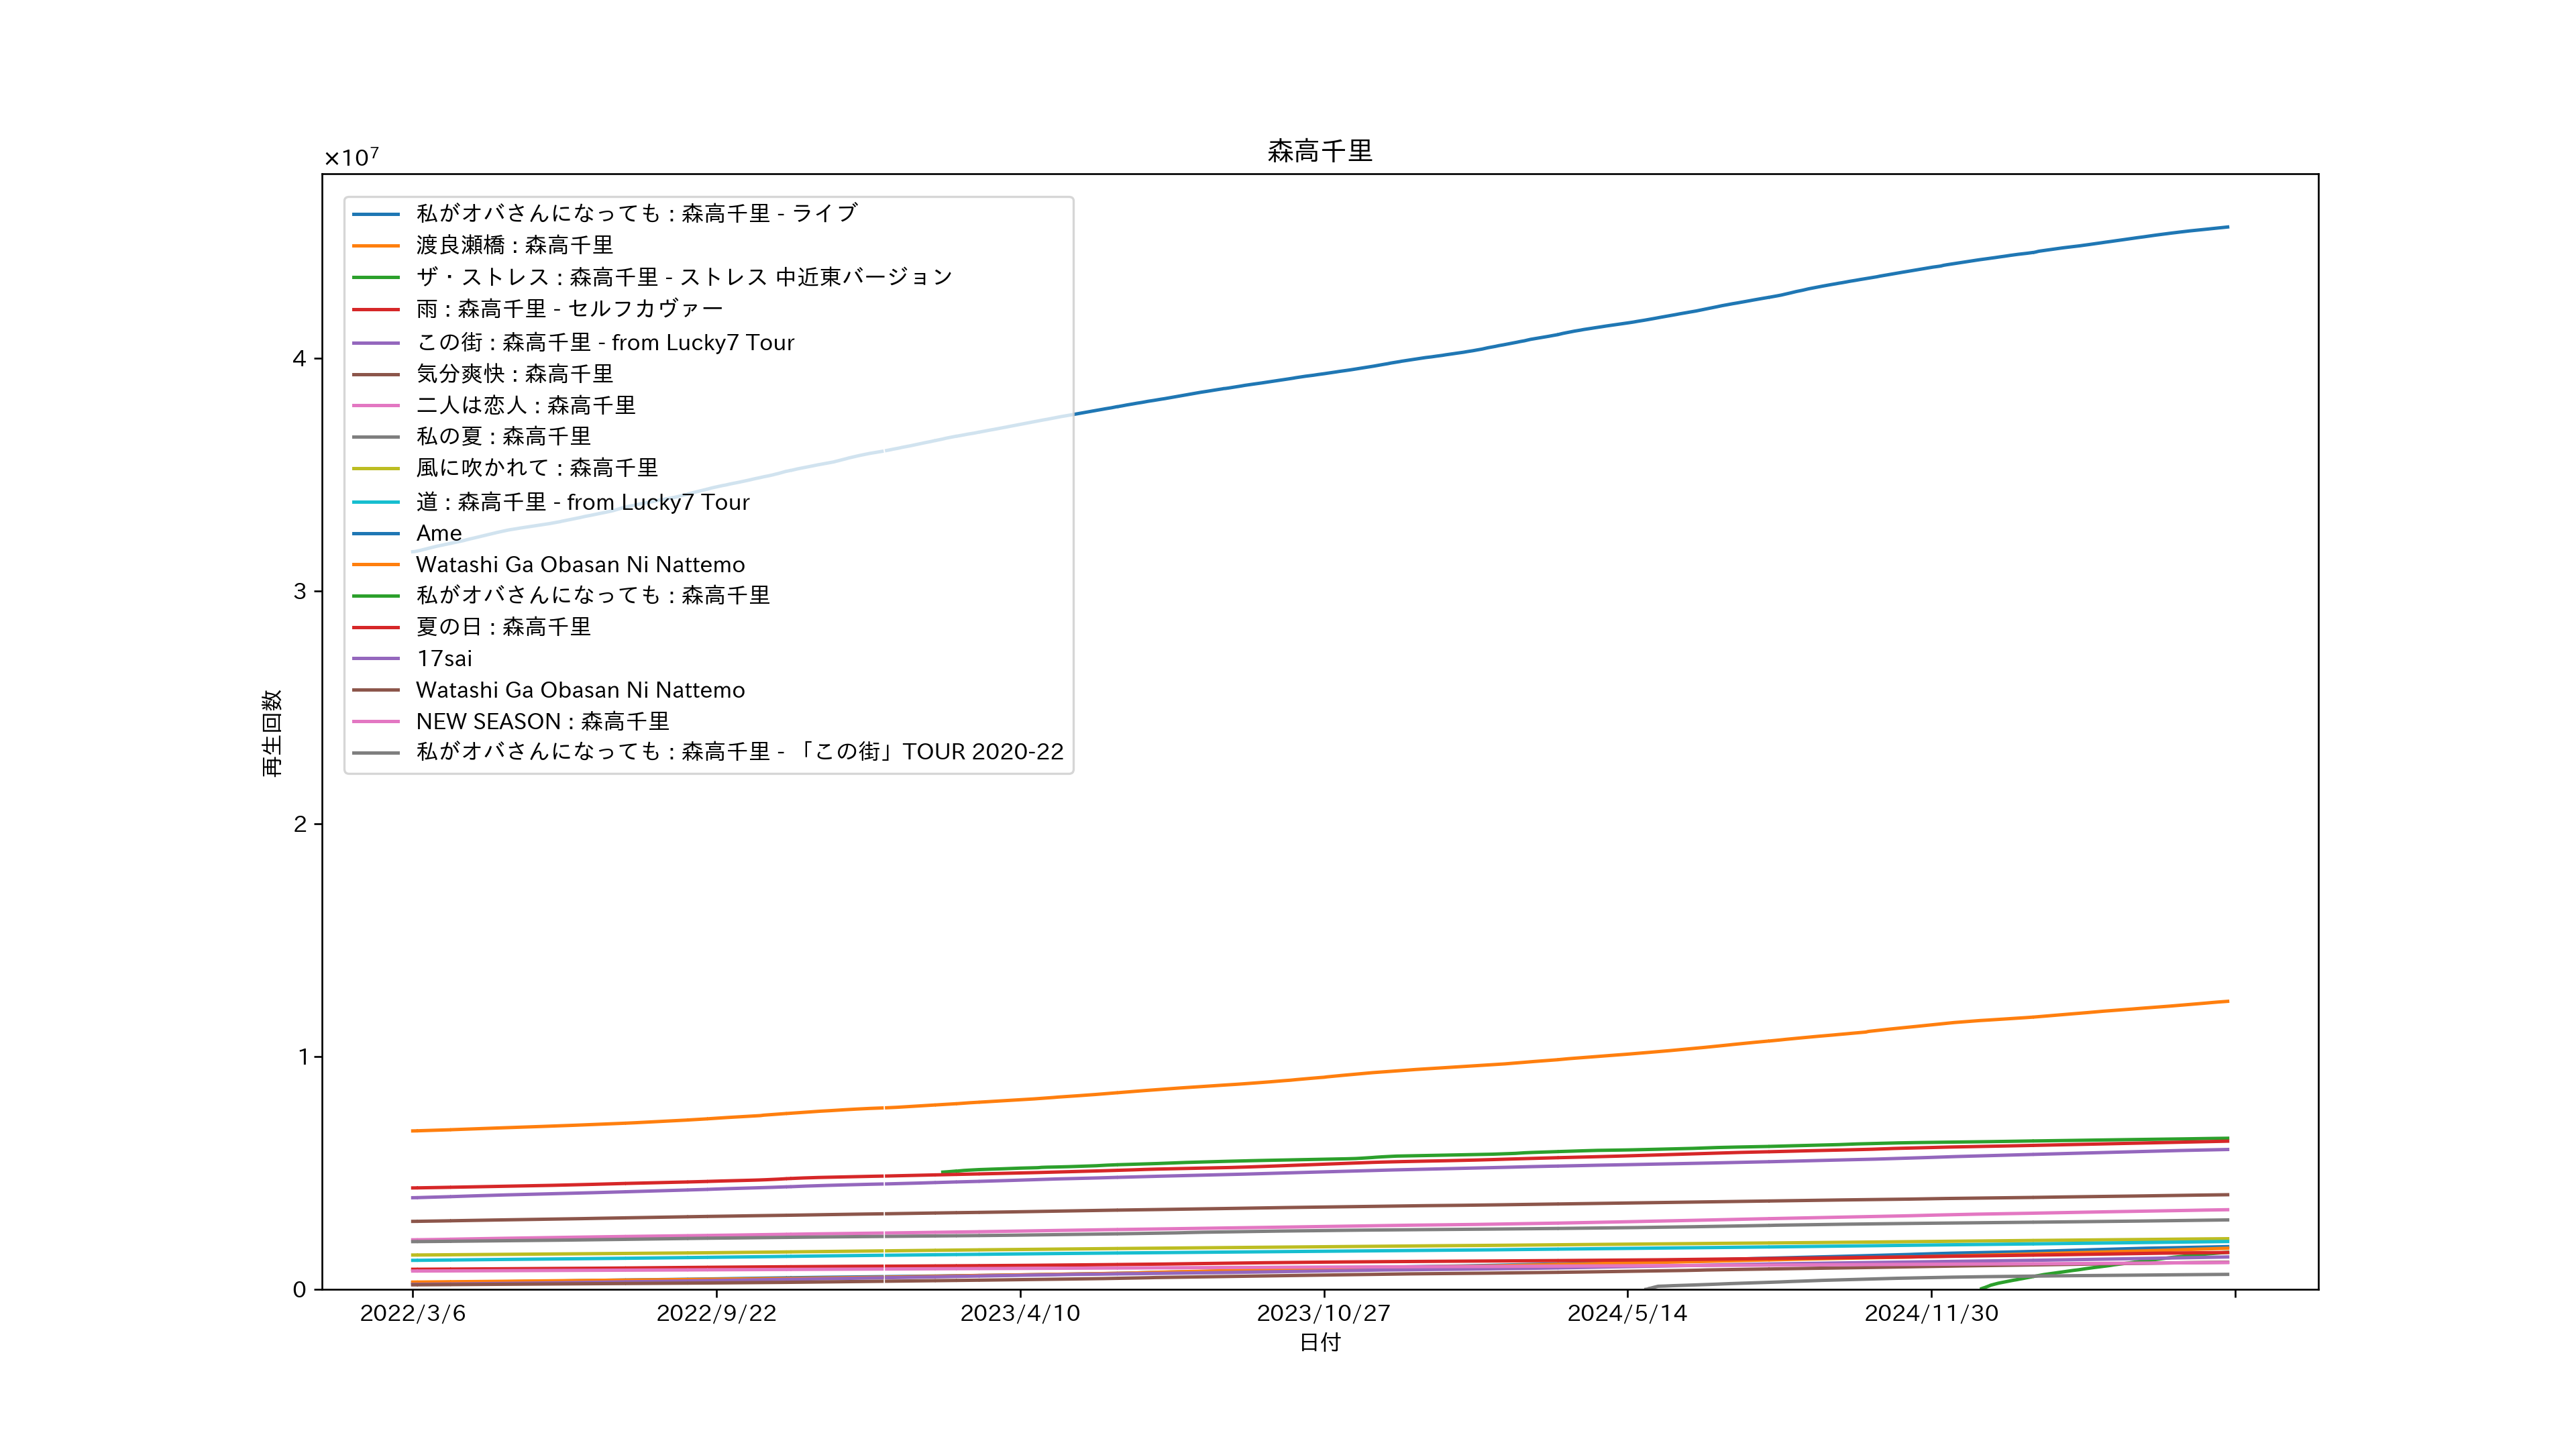 森高千里
×10⁷
私がオバさんになっても : 森高千里 - ライブ
渡良瀬橋 : 森高千里
ザ・ストレス : 森高千里 - ストレス 中近東バージョン
雨 : 森高千里 - セルフカヴァー
この街 : 森高千里 - from Lucky7 Tour
気分爽快 : 森高千里
二人は恋人 : 森高千里
私の夏 : 森高千里
風に吹かれて : 森高千里
道 : 森高千里 - from Lucky7 Tour
Ame
Watashi Ga Obasan Ni Nattemo
私がオバさんになっても : 森高千里
夏の日 : 森高千里
17sai
Watashi Ga Obasan Ni Nattemo
NEW SEASON : 森高千里
私がオバさんになっても : 森高千里 - 「この街」TOUR 2020-22
4
3
2
1
0
再生回数
2022/3/6 2022/9/22 2023/4/10 2023/10/27 2024/5/14 2024/11/30
日付